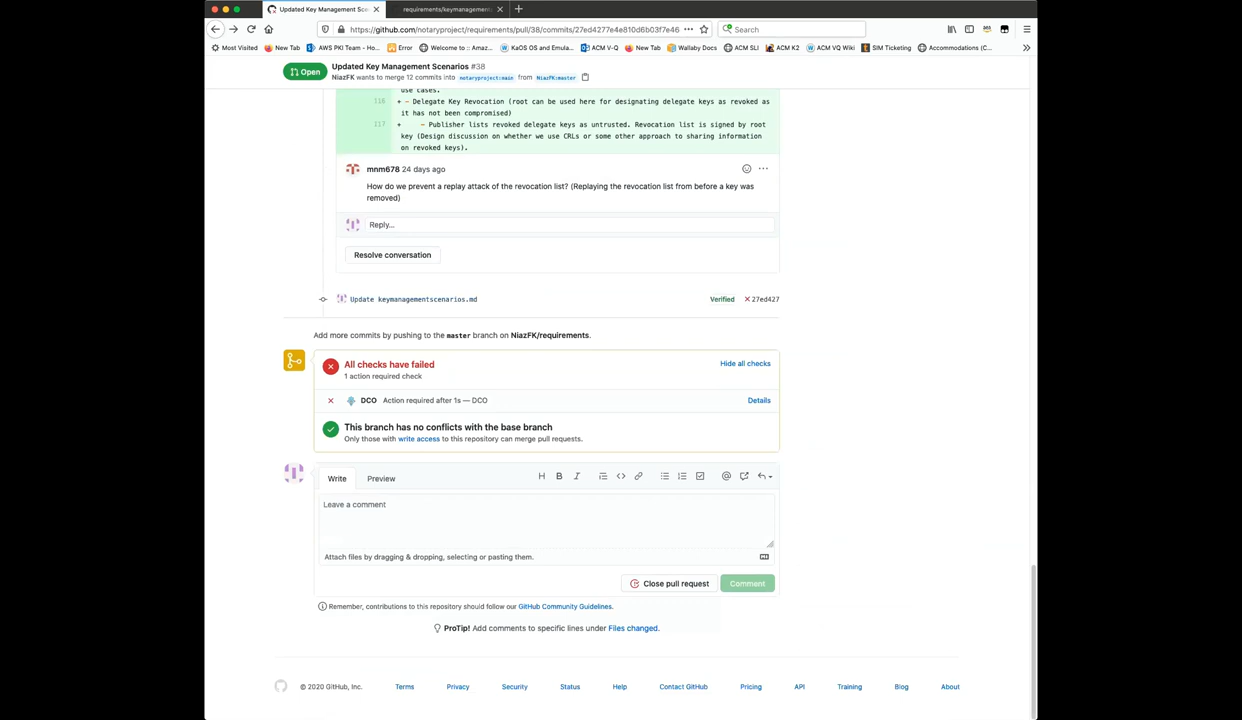 Updated Key Management Sce
requirements/keymanagement
https://github.com/notaryproject/requirements/pull/38/commits/27ed4277e4e810d6b03f7e46
Search
Most Visited
New Tab
AWS PKI Team - Ho...
Error
Welcome to :: Amaz...
KaOS OS and Emula...
ACM V-Q
New Tab
Wallaby Docs
ACM SLI
ACM K2
ACM VQ Wiki
SIM Ticketing
Accommodations (C...
Open
Updated Key Management Scenarios #38
NiazFK wants to merge 12 commits into notaryproject:main from NiazFK:master
use cases.
116 + - Delegate Key Revocation (root can be used here for designating delegate keys as revoked as
it has not been compromised)
117 + - Publisher lists revoked delegate keys as untrusted. Revocation list is signed by root
key (Design discussion on whether we use CRLs or some other approach to sharing information
on revoked keys).
mnm678 24 days ago
How do we prevent a replay attack of the revocation list? (Replaying the revocation list from before a key was
removed)
Reply...
Resolve conversation
Update keymanagementscenarios.md
Verified
27ed427
Add more commits by pushing to the master branch on NiazFK/requirements.
All checks have failed
Hide all checks
1 action required check
DCO Action required after 1s — DCO
Details
This branch has no conflicts with the base branch
Only those with write access to this repository can merge pull requests.
Write
Preview
Leave a comment
Attach files by dragging & dropping, selecting or pasting them.
Close pull request
Comment
Remember, contributions to this repository should follow our GitHub Community Guidelines.
ProTip! Add comments to specific lines under Files changed.
© 2020 GitHub, Inc.
Terms
Privacy
Security
Status
Help
Contact GitHub
Pricing
API
Training
Blog
About